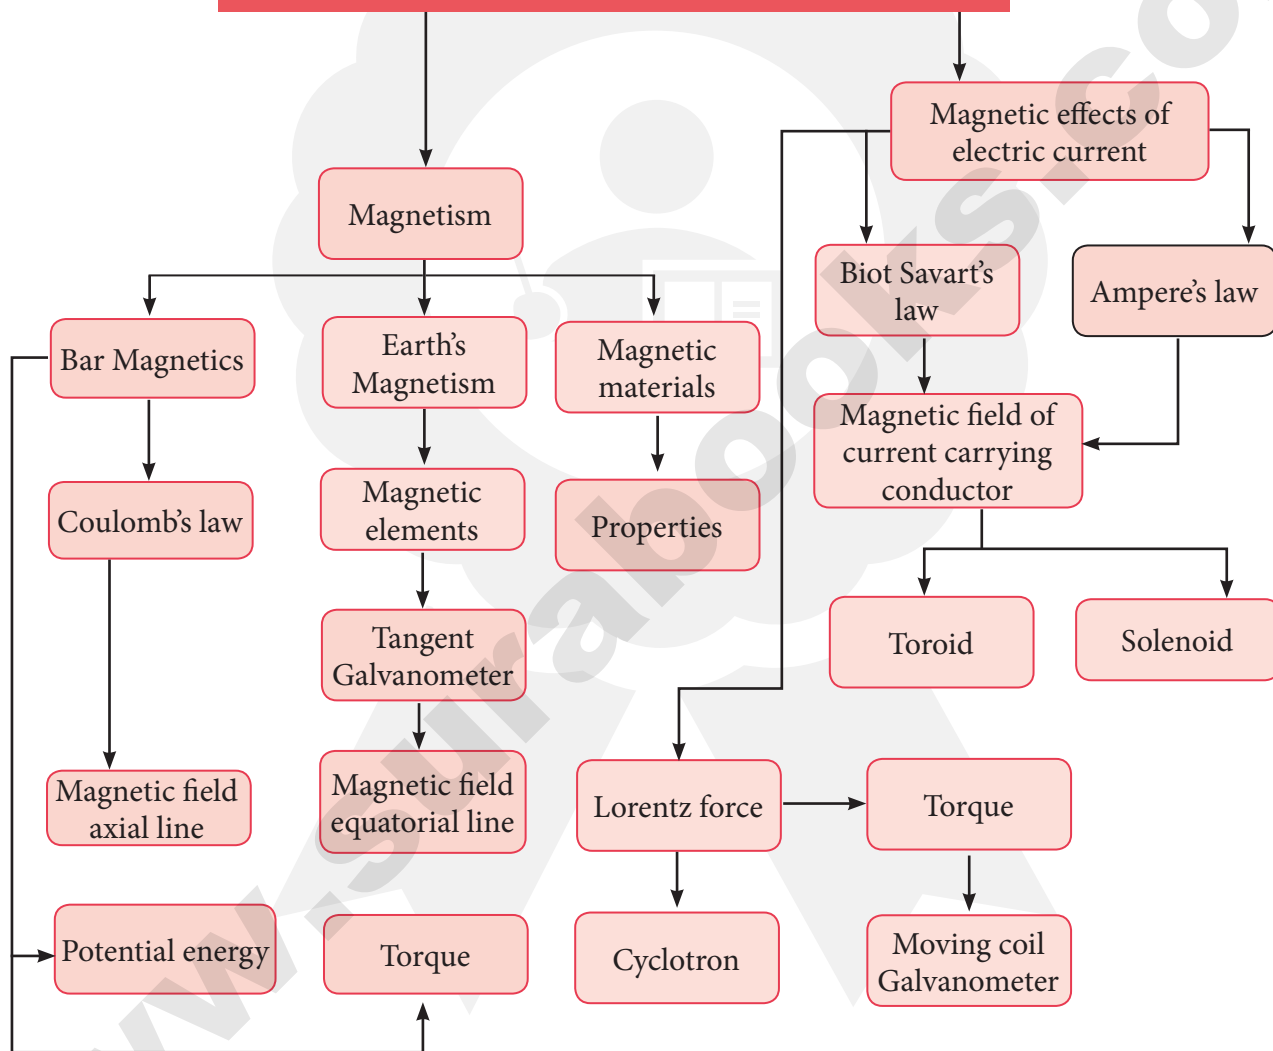 Magnetic effects of
electric current
Magnetism
Biot Savart's
law
Ampere's law
Bar Magnetics
Earth's
Magnetism
Magnetic
materials
Magnetic field of
current carrying
conductor
Coulomb's law
Magnetic
elements
Properties
Toroid
Solenoid
Tangent
Galvanometer
Magnetic field
axial line
Magnetic field
equatorial line
Lorentz force
Torque
Potential energy
Torque
Cyclotron
Moving coil
Galvanometer
w.surabooks.co